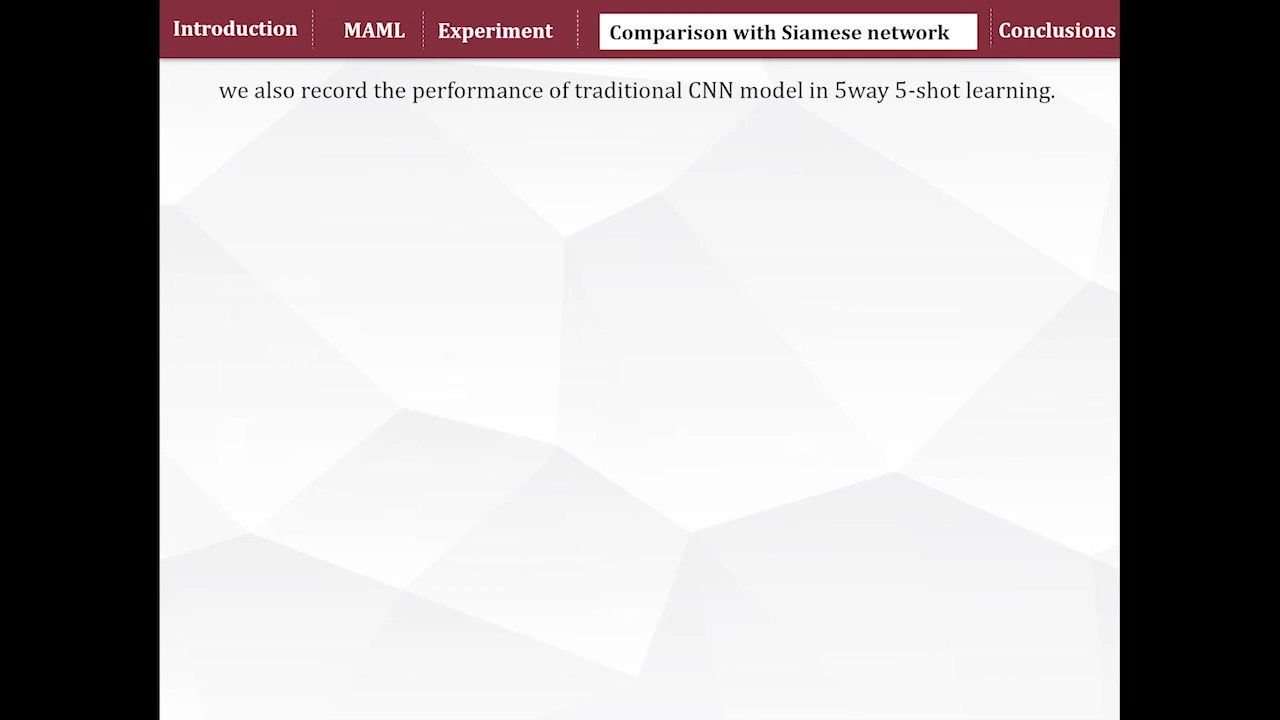 Introduction
MAML
Experiment
Comparison with Siamese network
Conclusions
we also record the performance of traditional CNN model in 5way 5-shot learning.